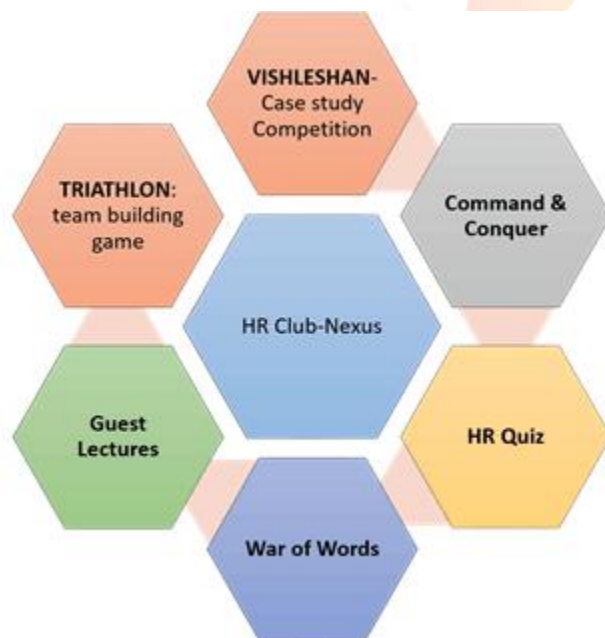 VISHLESHAN-
Case study
Competition
TRIATHLON:
team building
game
Command &
Conquer
HR Club-Nexus
Guest
Lectures
HR Quiz
War of Words